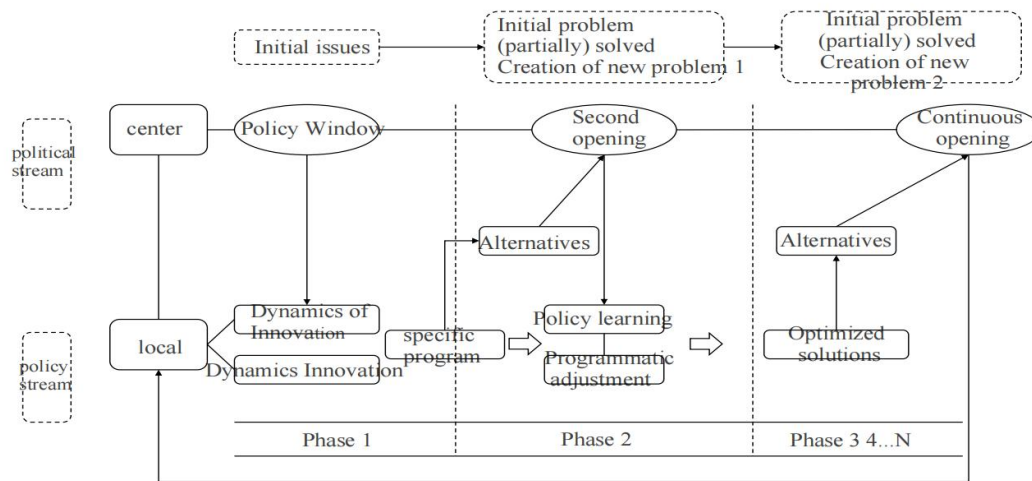 Initial issues
Initial problem
(partially) solved
Creation of new problem 1
Initial problem
(partially) solved
Creation of new
problem 2
political
stream
center
Policy Window
Second
opening
Continuous
opening
Alternatives
Alternatives
policy
stream
local
Dynamics of
Innovation
Dynamics Innovation
specific
program
Policy learning
Programmatic
adjustment
Optimized
solutions
Phase 1
Phase 2
Phase 3 4...N